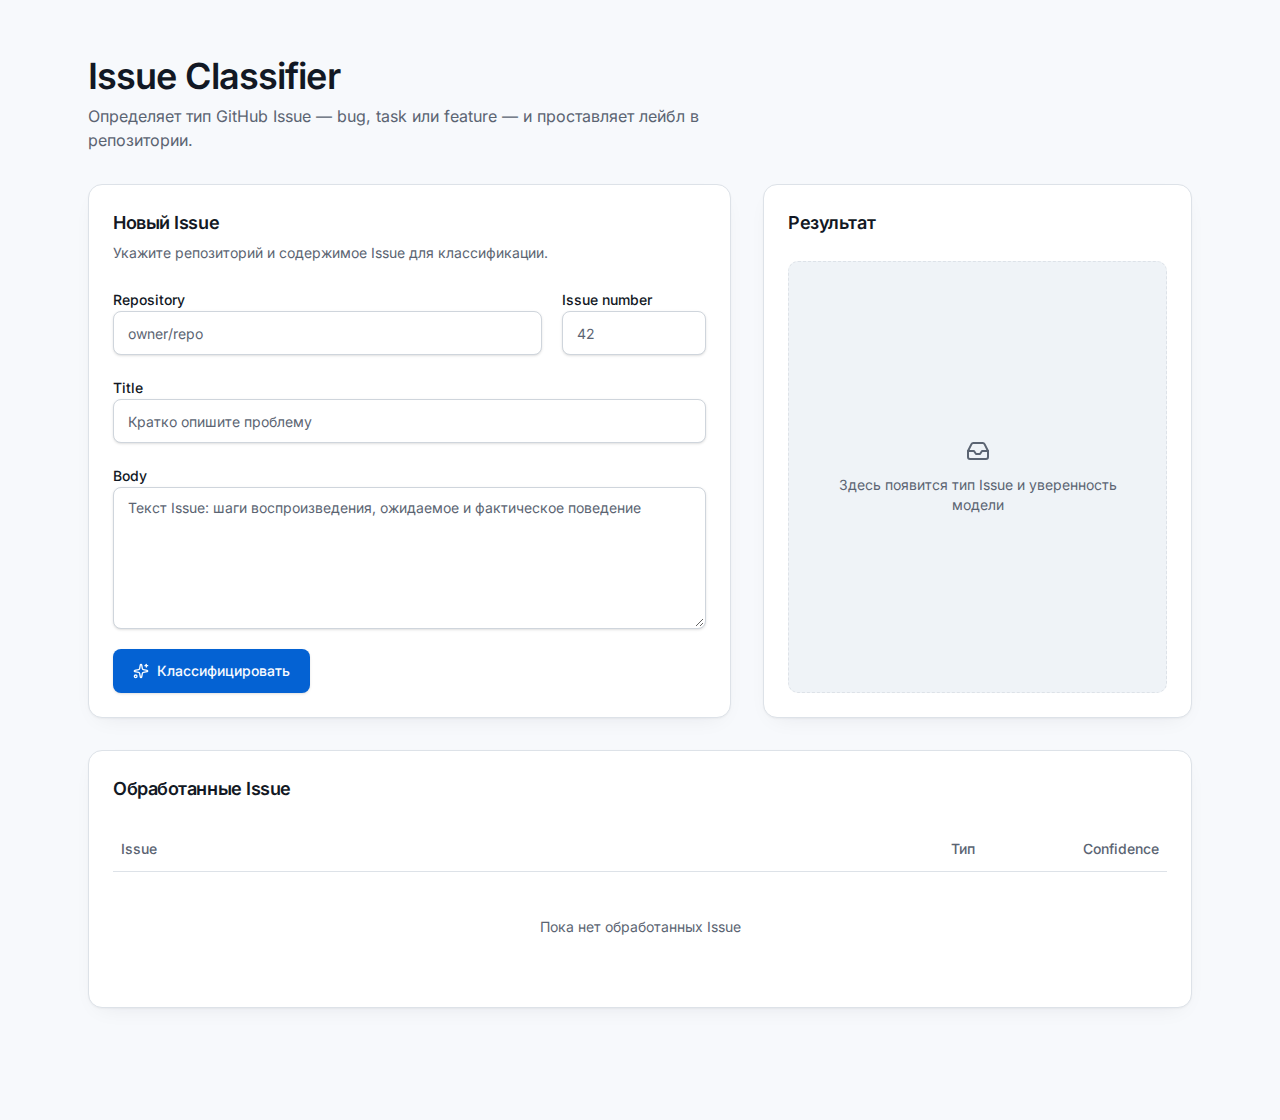 Issue Classifier
Определяет тип GitHub Issue — bug, task или feature — и проставляет лейбл в
репозитории.
Новый Issue
Укажите репозиторий и содержимое Issue для классификации.
Repository
Issue number
owner/repo
42
Title
Кратко опишите проблему
Body
Текст Issue: шаги воспроизведения, ожидаемое и фактическое поведение
Классифицировать
Результат
Здесь появится тип Issue и уверенность
модели
Обработанные Issue
Issue
Тип
Confidence
Пока нет обработанных Issue